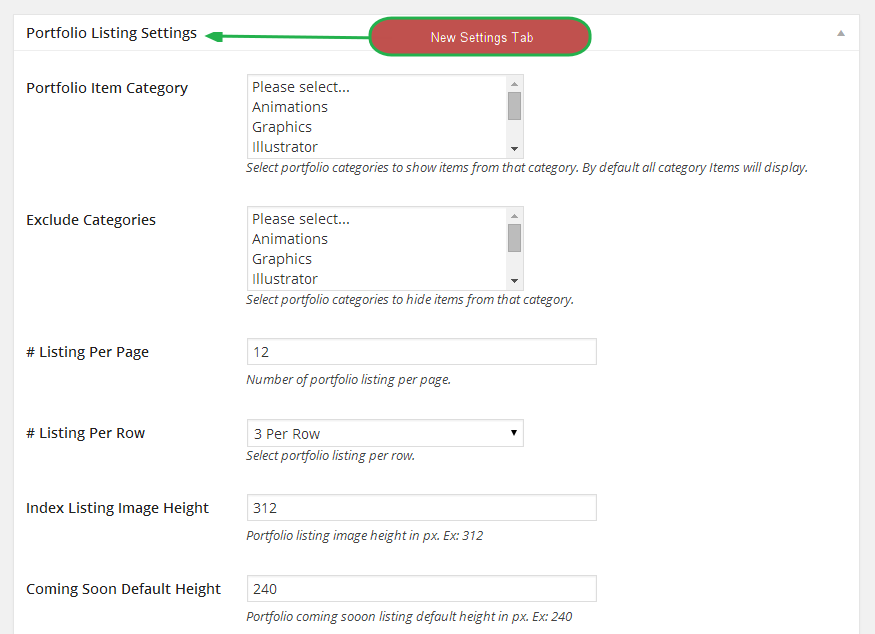 Portfolio Listing Settings
New Settings Tab
Portfolio Item Category
Please select...
Animations
Graphics
Illustrator
Select portfolio categories to show items from that category. By default all category Items will display.
Exclude Categories
Please select...
Animations
Graphics
Illustrator
Select portfolio categories to hide items from that category.
# Listing Per Page
12
Number of portfolio listing per page.
# Listing Per Row
3 Per Row
Select portfolio listing per row.
Index Listing Image Height
312
Portfolio listing image height in px. Ex: 312
Coming Soon Default Height
240
Portfolio coming sooon listing default height in px. Ex: 240